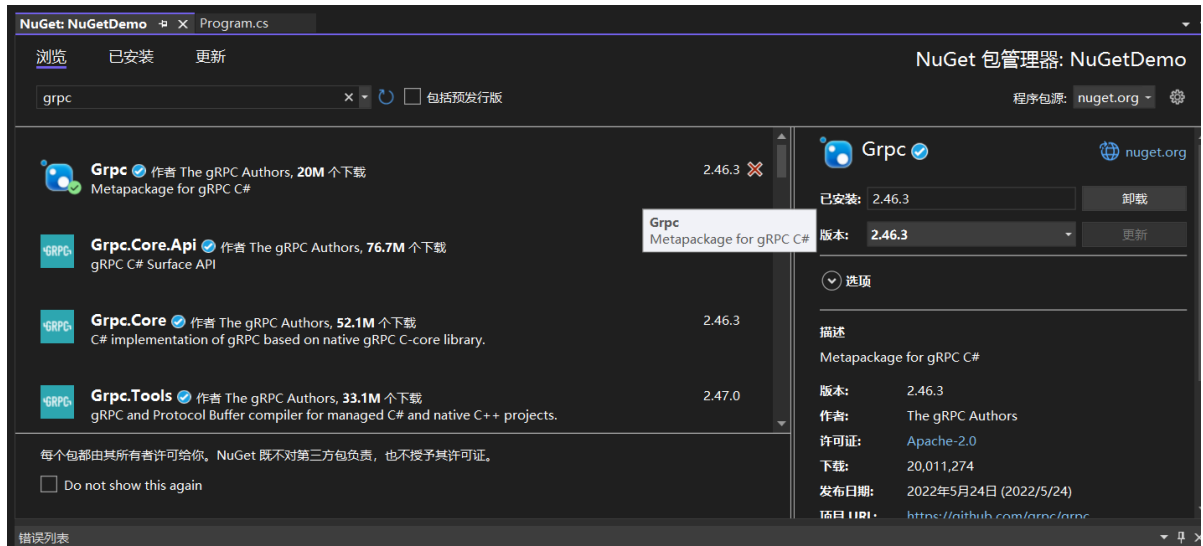 NuGet: NuGetDemo Program.cs
浏览 已安装 更新 NuGet 包管理器: NuGetDemo
grpc 包括预发行版 程序包源: nuget.org
Grpc 作者 The gRPC Authors, 20M 个下载 2.46.3
Metapackage for gRPC C#
Grpc.Core.Api 作者 The gRPC Authors, 76.7M 个下载
gRPC C# Surface API
Grpc.Core 作者 The gRPC Authors, 52.1M 个下载 2.46.3
C# implementation of gRPC based on native gRPC C-core library.
Grpc.Tools 作者 The gRPC Authors, 33.1M 个下载 2.47.0
gRPC and Protocol Buffer compiler for managed C# and native C++ projects.
每个包都由其所有者许可给你。NuGet 既不对第三方包负责，也不授予其许可证。
Do not show this again
Grpc
Metapackage for gRPC C#
Grpc nuget.org
已安装: 2.46.3 卸载
版本: 2.46.3 更新
选项
描述
Metapackage for gRPC C#
版本: 2.46.3
作者: The gRPC Authors
许可证: Apache-2.0
下载: 20,011,274
发布日期: 2022年5月24日 (2022/5/24)
项目 URL: https://github.com/grpc/grpc
错误列表